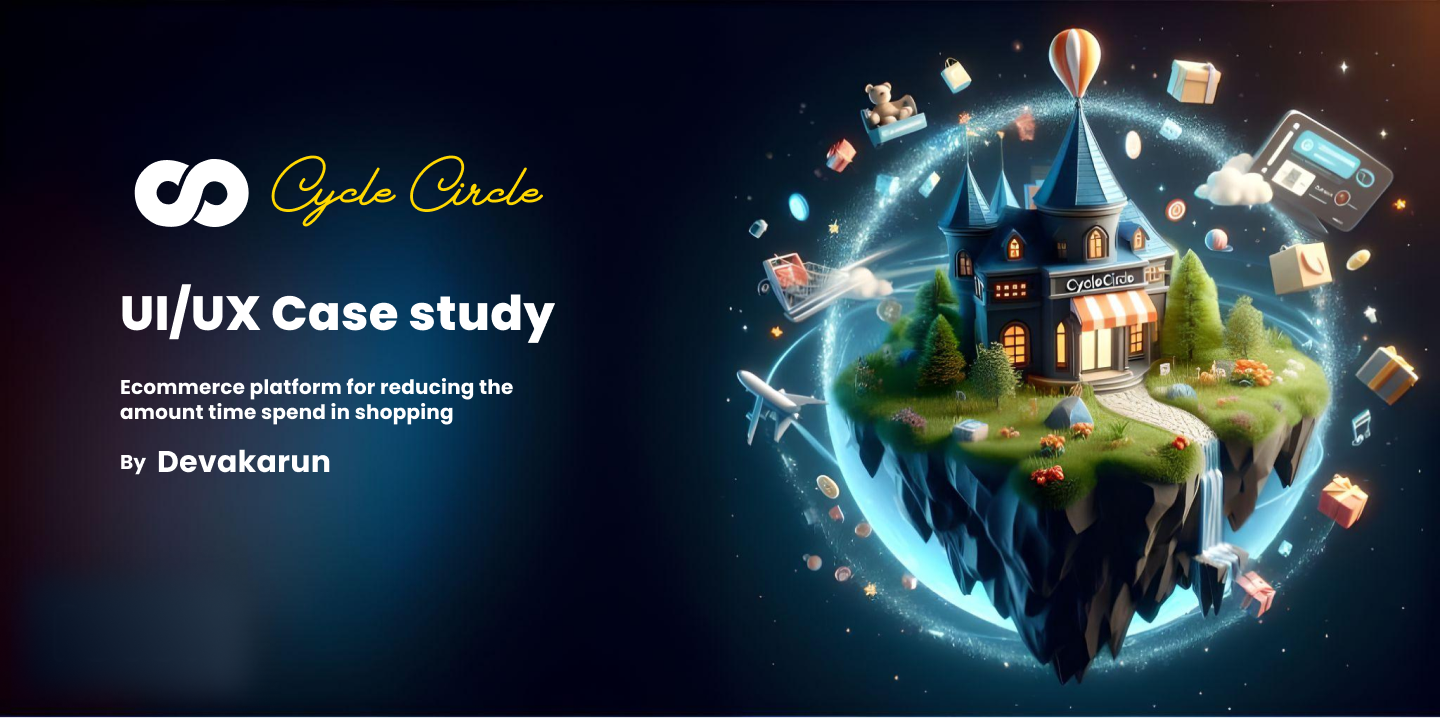 Cycle Circle
UI/UX Case study
Ecommerce platform for reducing the
amount time spend in shopping
By Devakarun
CycloCirclo